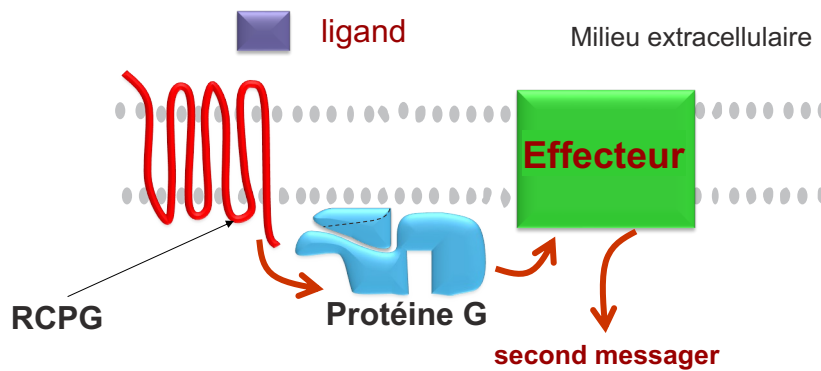 ligand
Milieu extracellulaire
Effecteur
RCPG
Protéine G
second messager